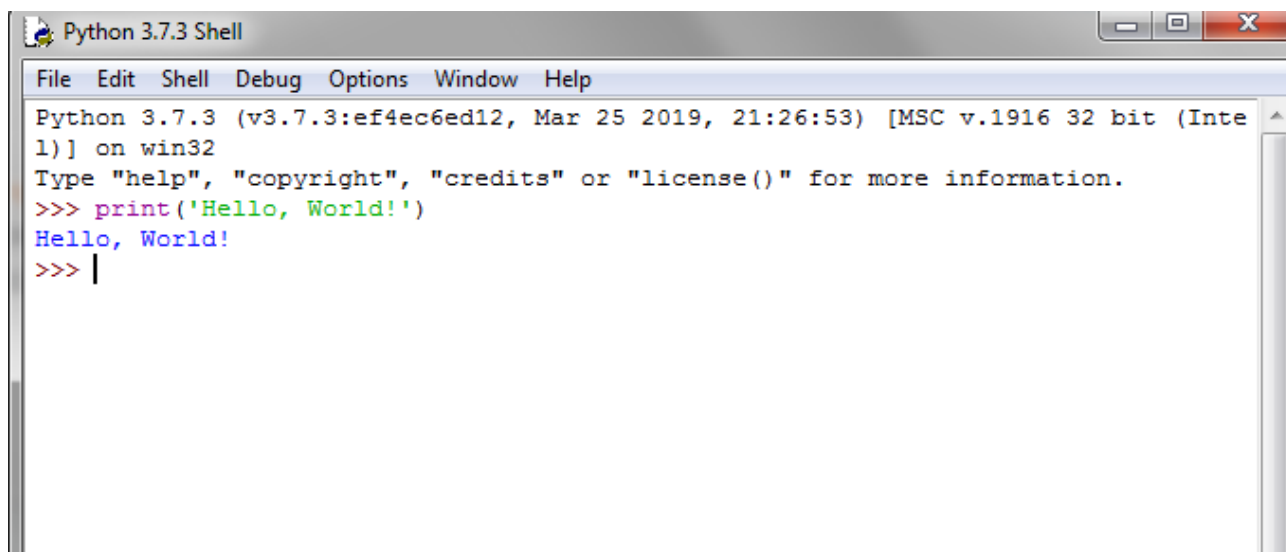 Python 3.7.3 Shell
File Edit Shell Debug Options Window Help
Python 3.7.3 (v3.7.3:ef4ec6ed12, Mar 25 2019, 21:26:53) [MSC v.1916 32 bit (Inte
l)] on win32
Type "help", "copyright", "credits" or "license()" for more information.
>>> print('Hello, World!')
Hello, World!
>>>